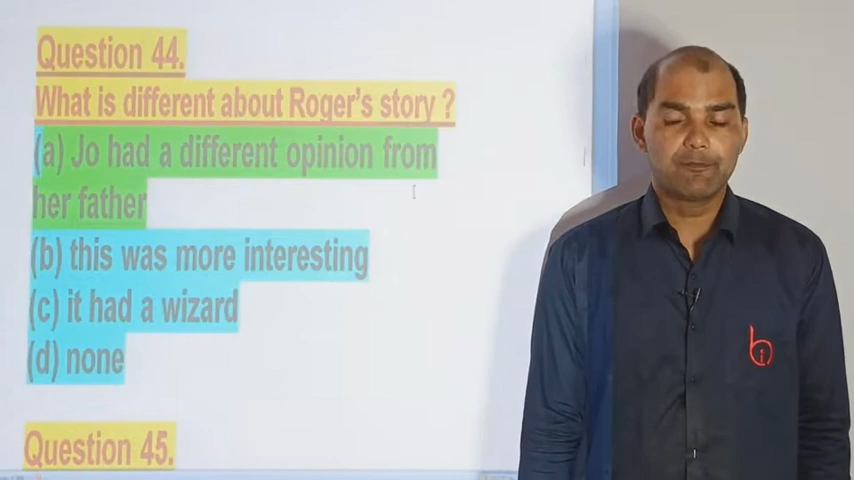 Question 44.
What is different about Roger's story ?
(a) Jo had a different opinion from
her father
(b) this was more interesting
(c) it had a wizard
(d) none
Question 45.
bi